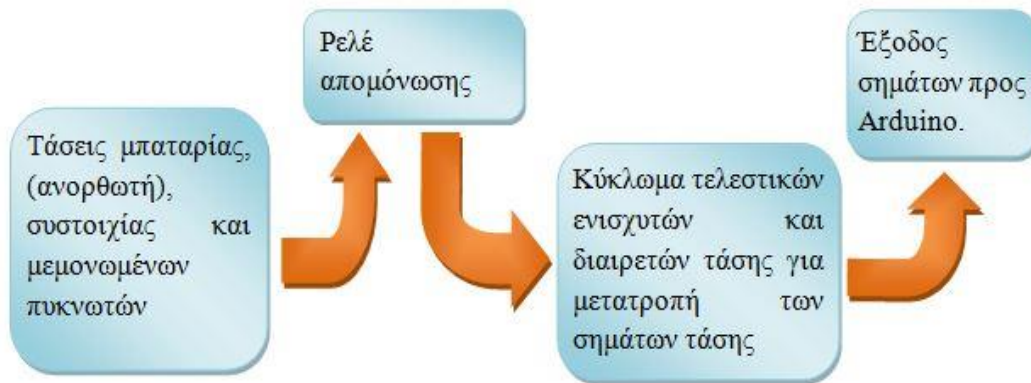 Τάσεις μπαταρίας,
(ανορθωτή),
συστοιχίας και
μεμονωμένων
πυκνωτών
Ρελέ
απομόνωσης
Κύκλωμα τελεστικών
ενισχυτών και
διαιρετών τάσης για
μετατροπή των
σημάτων τάσης
Έξοδος
σημάτων προς
Arduino.